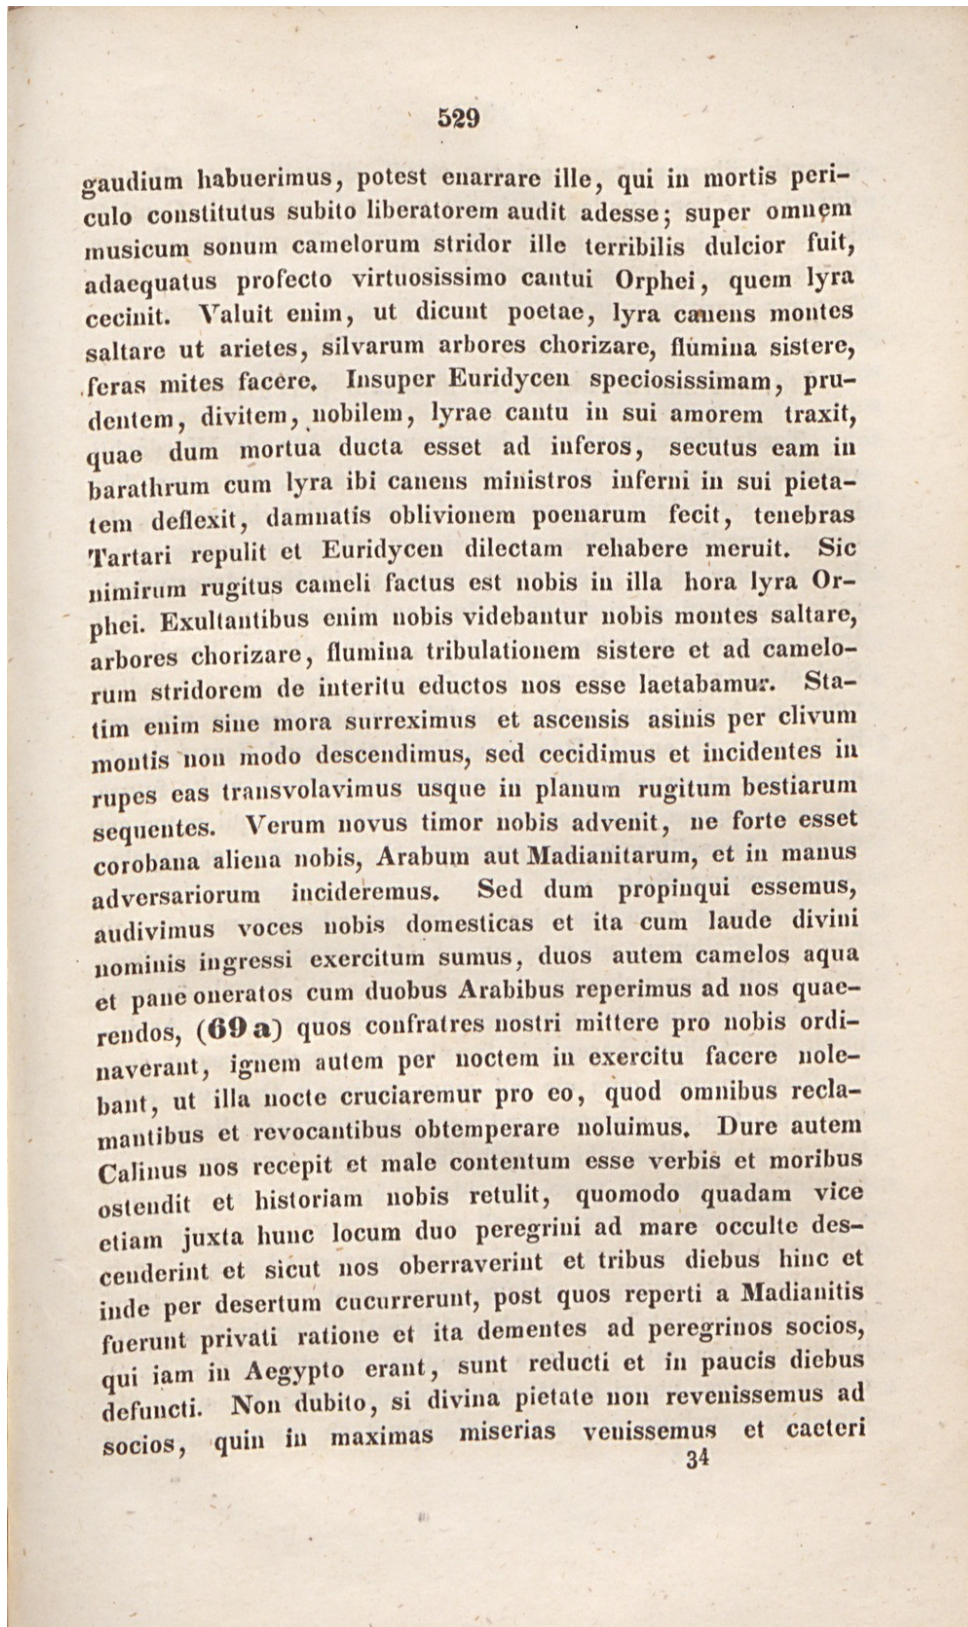 529
gaudium habuerimus, potest enarrare ille, qui in mortis peri-
culo constitutus subito liberatorem audit adesse; super omnem
musicum sonum camelorum stridor ille terribilis dulcior fuit,
adaequatus profecto virtuosissimo cantui Orphei, quem lyra
cecinit. Valuit enim, ut dicunt poetae, lyra canens montes
saltare ut arietes, silvarum arbores chorizare, flumina sistere,
feras mites facere. Insuper Euridycen speciosissimam, pru-
dentem, divitem, nobilem, lyrae cantu in sui amorem traxit,
quae dum mortua ducta esset ad inferos, secutus eam in
barathrum cum lyra ibi canens ministros inferni in sui pieta-
tem deflexit, damnatis oblivionem poenarum fecit, tenebras
Tartari repulit et Euridycen dilectam rehabere meruit. Sic
nimirum rugitus cameli factus est nobis in illa hora lyra Or-
phei. Exultantibus enim nobis videbantur nobis montes saltare,
arbores chorizare, flumina tribulationem sistere et ad camelo-
rum stridorem de interitu eductos nos esse laetabamur. Sta-
tim enim sine mora surreximus et ascensis asinis per clivum
montis non modo descendimus, sed cecidimus et incidentes in
rupes eas transvolavimus usque in planum rugitum bestiarum
sequentes. Verum novus timor nobis advenit, ne forte esset
corobana aliena nobis, Arabum aut Madianitarum, et in manus
adversariorum incideremus. Sed dum propinqui essemus,
audivimus voces nobis domesticas et ita cum laude divini
nominis ingressi exercitum sumus, duos autem camelos aqua
et pane oneratos cum duobus Arabibus reperimus ad nos quae-
rendos, (69 a) quos confratres nostri mittere pro nobis ordi-
naverant, ignem autem per noctem in exercitu facere nole-
bant, ut illa nocte cruciaremur pro eo, quod omnibus recla-
mantibus et revocantibus obtemperare noluimus. Dure autem
Calinus nos recepit et male contentum esse verbis et moribus
ostendit et historiam nobis retulit, quomodo quadam vice
etiam juxta hunc locum duo peregrini ad mare occulte des-
cenderint et sicut nos oberraverint et tribus diebus hinc et
inde per desertum cucurrerunt, post quos reperti a Madianitis
fuerunt privati ratione et ita dementes ad peregrinos socios,
qui iam in Aegypto erant, sunt reducti et in paucis diebus
defuncti. Non dubito, si divina pietate non revenissemus ad
socios, quin in maximas miserias venissemus et caeteri
34